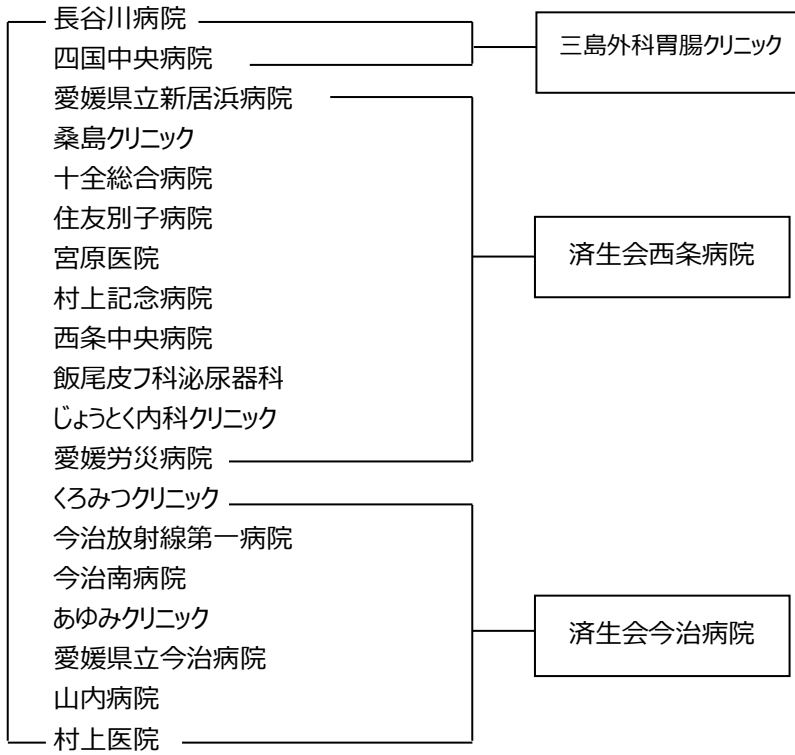 長谷川病院
四国中央病院
三島外科胃腸クリニック
愛媛県立新居浜病院
桑島クリニック
十全総合病院
住友別子病院
宮原医院
済生会西条病院
村上記念病院
西条中央病院
飯尾皮フ科泌尿器科
じょうとく内科クリニック
愛媛労災病院
くろみつクリニック
今治放射線第一病院
今治南病院
あゆみクリニック
済生会今治病院
愛媛県立今治病院
山内病院
村上医院